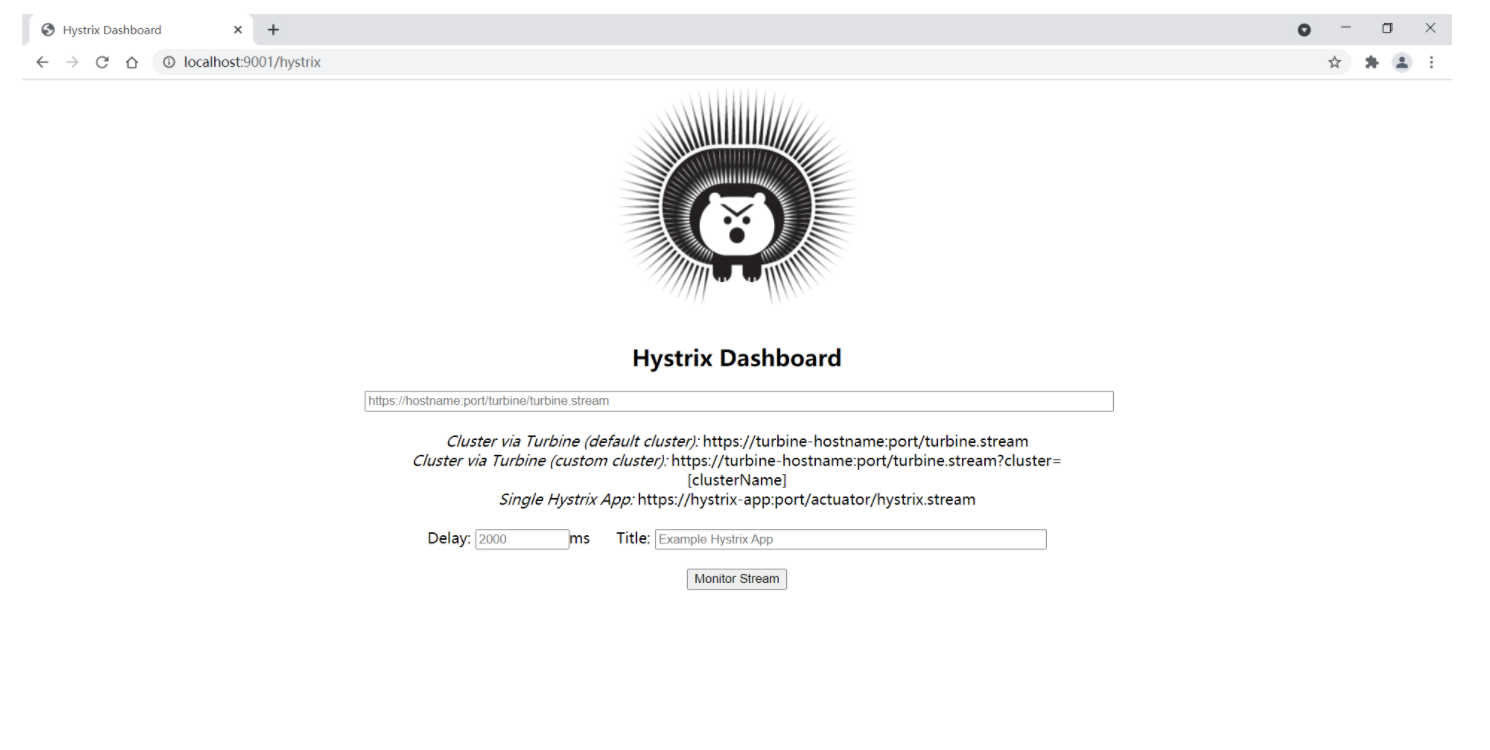 Hystrix Dashboard
localhost:9001/hystrix
Hystrix Dashboard
https://hostname:port/turbine/turbine.stream
Cluster via Turbine (default cluster): https://turbine-hostname:port/turbine.stream
Cluster via Turbine (custom cluster): https://turbine-hostname:port/turbine.stream?cluster=
[clusterName]
Single Hystrix App: https://hystrix-app:port/actuator/hystrix.stream
Delay: 2000 ms Title: Example Hystrix App
Monitor Stream